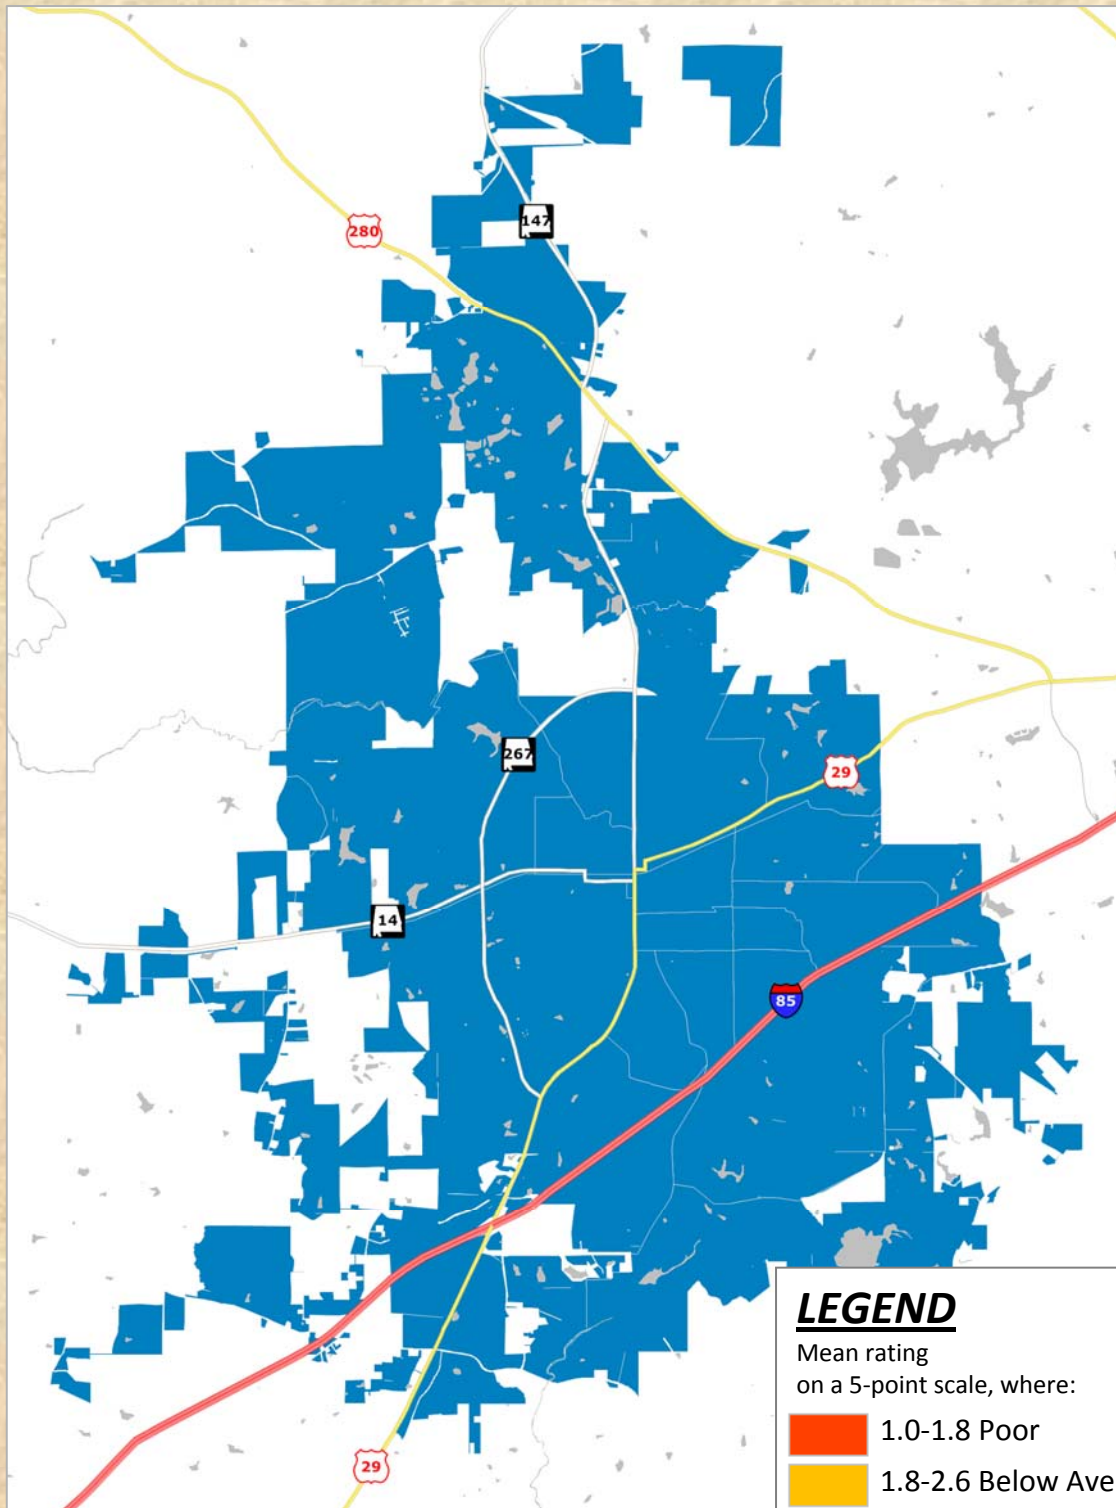 147
280
267
29
14
85
29
LEGEND
Mean rating
on a 5-point scale, where:
1.0-1.8 Poor
1.8-2.6 Below Ave